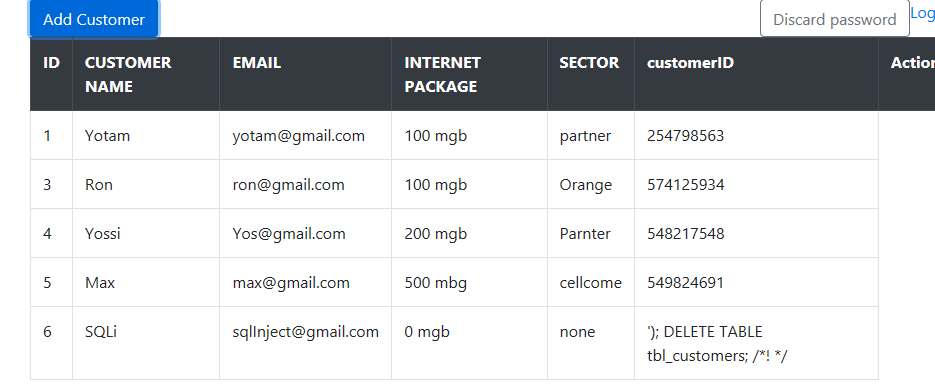 Add Customer Discard password Log
ID CUSTOMER NAME EMAIL INTERNET PACKAGE SECTOR customerID Action
1 Yotam yotam@gmail.com 100 mgb partner 254798563
3 Ron ron@gmail.com 100 mgb Orange 574125934
4 Yossi Yos@gmail.com 200 mgb Parnter 548217548
5 Max max@gmail.com 500 mbg cellcome 549824691
6 SQLi sqlInject@gmail.com 0 mgb none '); DELETE TABLE
tbl_customers; /*! */